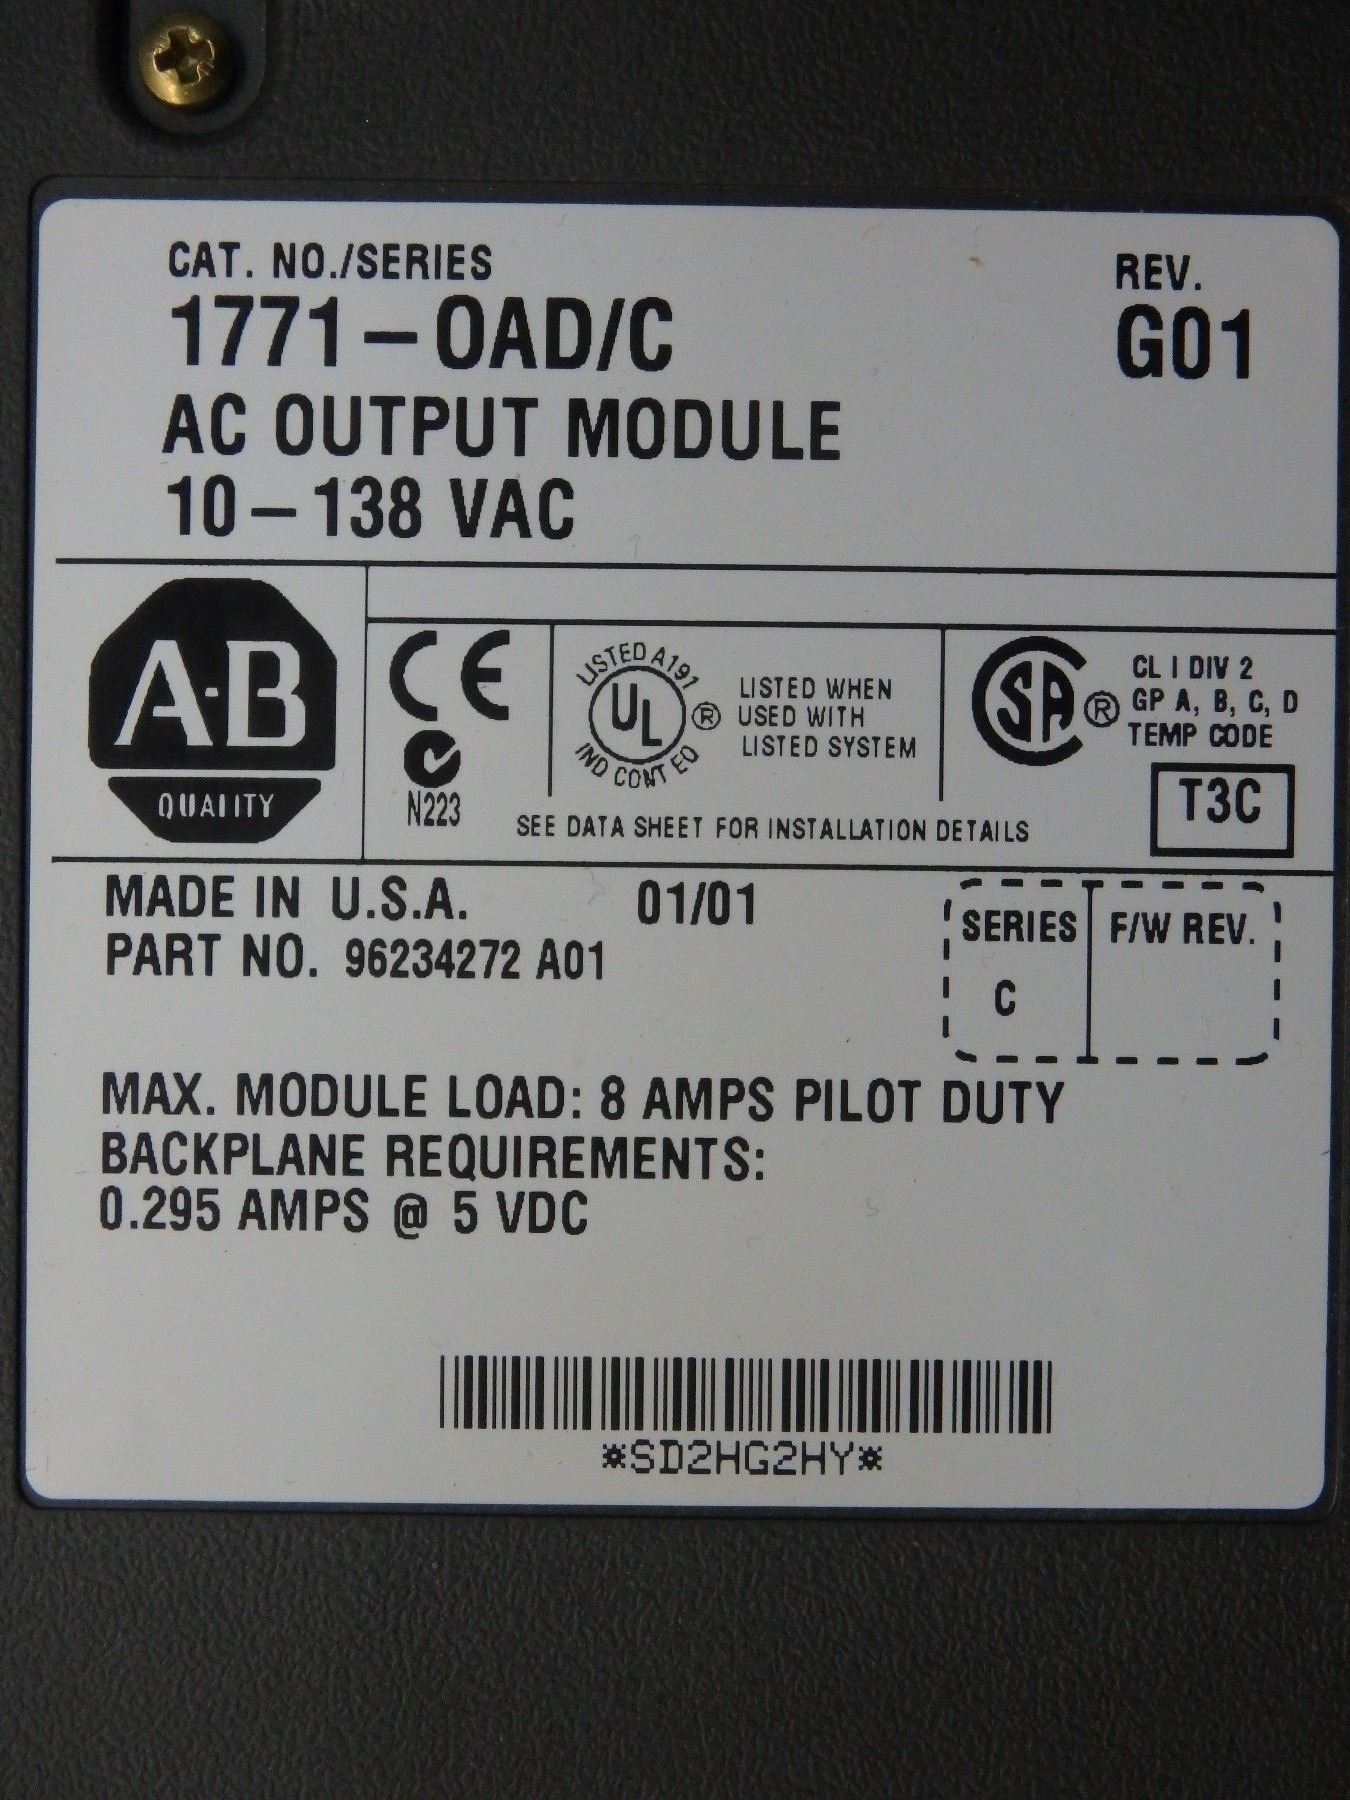 CAT. NO./SERIES
1771-OAD/C
REV.
G01
AC OUTPUT MODULE
10-138 VAC
A-B
QUALITY
CE
N223
LISTED A191
UL ®
IND CONT EQ
LISTED WHEN
USED WITH
LISTED SYSTEM
SA ®
CL I DIV 2
GP A, B, C, D
TEMP CODE
T3C
SEE DATA SHEET FOR INSTALLATION DETAILS
MADE IN U.S.A. 01/01
PART NO. 96234272 A01
SERIES
C
F/W REV.
MAX. MODULE LOAD: 8 AMPS PILOT DUTY
BACKPLANE REQUIREMENTS:
0.295 AMPS @ 5 VDC
*SD2HG2HY*